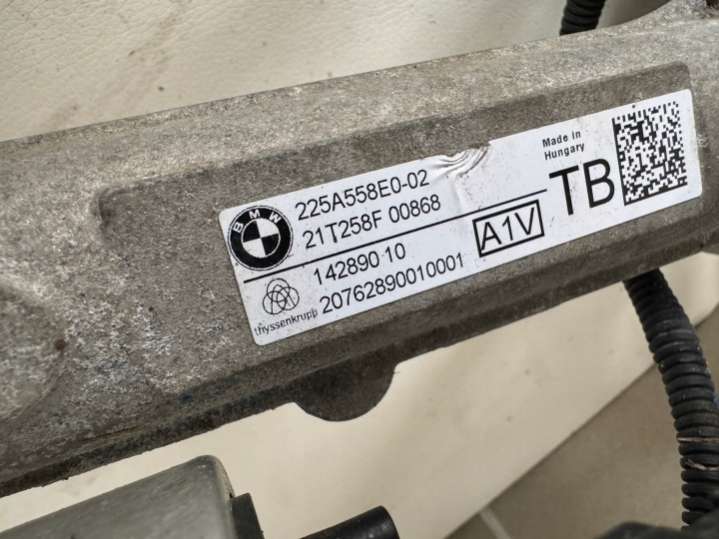 BMW
225A558E0-02
21T258F 00868
14289010
20762890010001
thyssenkrupp
A1V
Made in
Hungary
TB